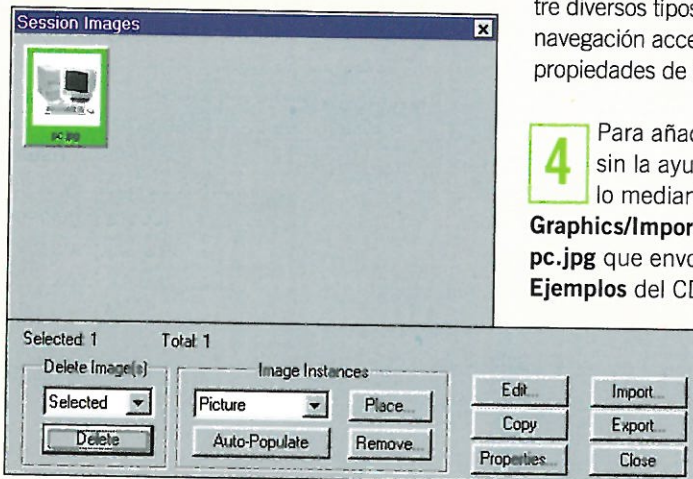 Session Images
pc.jpg
Selected: 1 Total: 1
Delete Image(s)
Selected
Delete
Image Instances
Picture
Place...
Auto-Populate
Remove...
Edit...
Import...
Copy
Export...
Properties...
Close
tre diversos tipos
navegación acce
propiedades de
4
Para añad
sin la ayu
lo median
Graphics/Impor
pc.jpg que envo
Ejemplos del CD